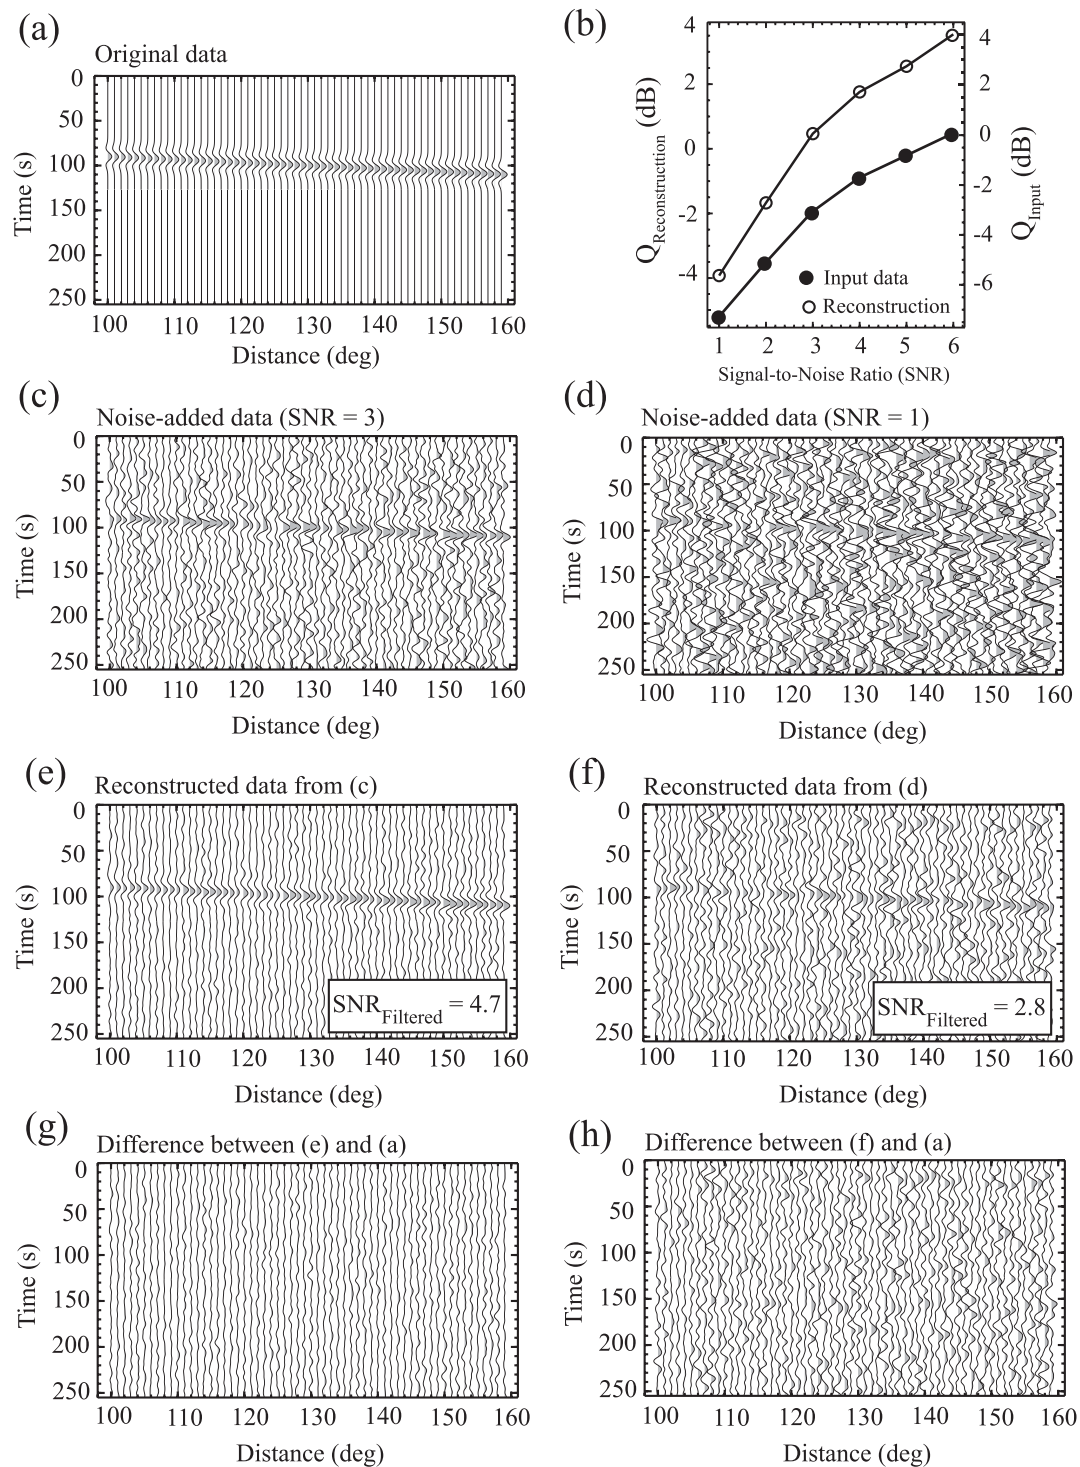 (a)
Original data
0
50
100
150
200
250
Time (s)
100 110 120 130 140 150 160
Distance (deg)
(b)
4
2
0
-2
-4
Q Reconstructtion (dB)
4
2
0
-2
-4
-6
Q Input (dB)
Input data
Reconstruction
1 2 3 4 5 6
Signal-to-Noise Ratio (SNR)
(c)
Noise-added data (SNR = 3)
0
50
100
150
200
250
Time (s)
100 110 120 130 140 150 160
Distance (deg)
(d)
Noise-added data (SNR = 1)
0
50
100
150
200
250
Time (s)
100 110 120 130 140 150 160
Distance (deg)
(e)
Reconstructed data from (c)
0
50
100
150
200
250
Time (s)
SNR Filtered = 4.7
100 110 120 130 140 150 160
Distance (deg)
(f)
Reconstructed data from (d)
0
50
100
150
200
250
Time (s)
SNR Filtered = 2.8
100 110 120 130 140 150 160
Distance (deg)
(g)
Difference between (e) and (a)
0
50
100
150
200
250
Time (s)
100 110 120 130 140 150 160
Distance (deg)
(h)
Difference between (f) and (a)
0
50
100
150
200
250
Time (s)
100 110 120 130 140 150 160
Distance (deg)